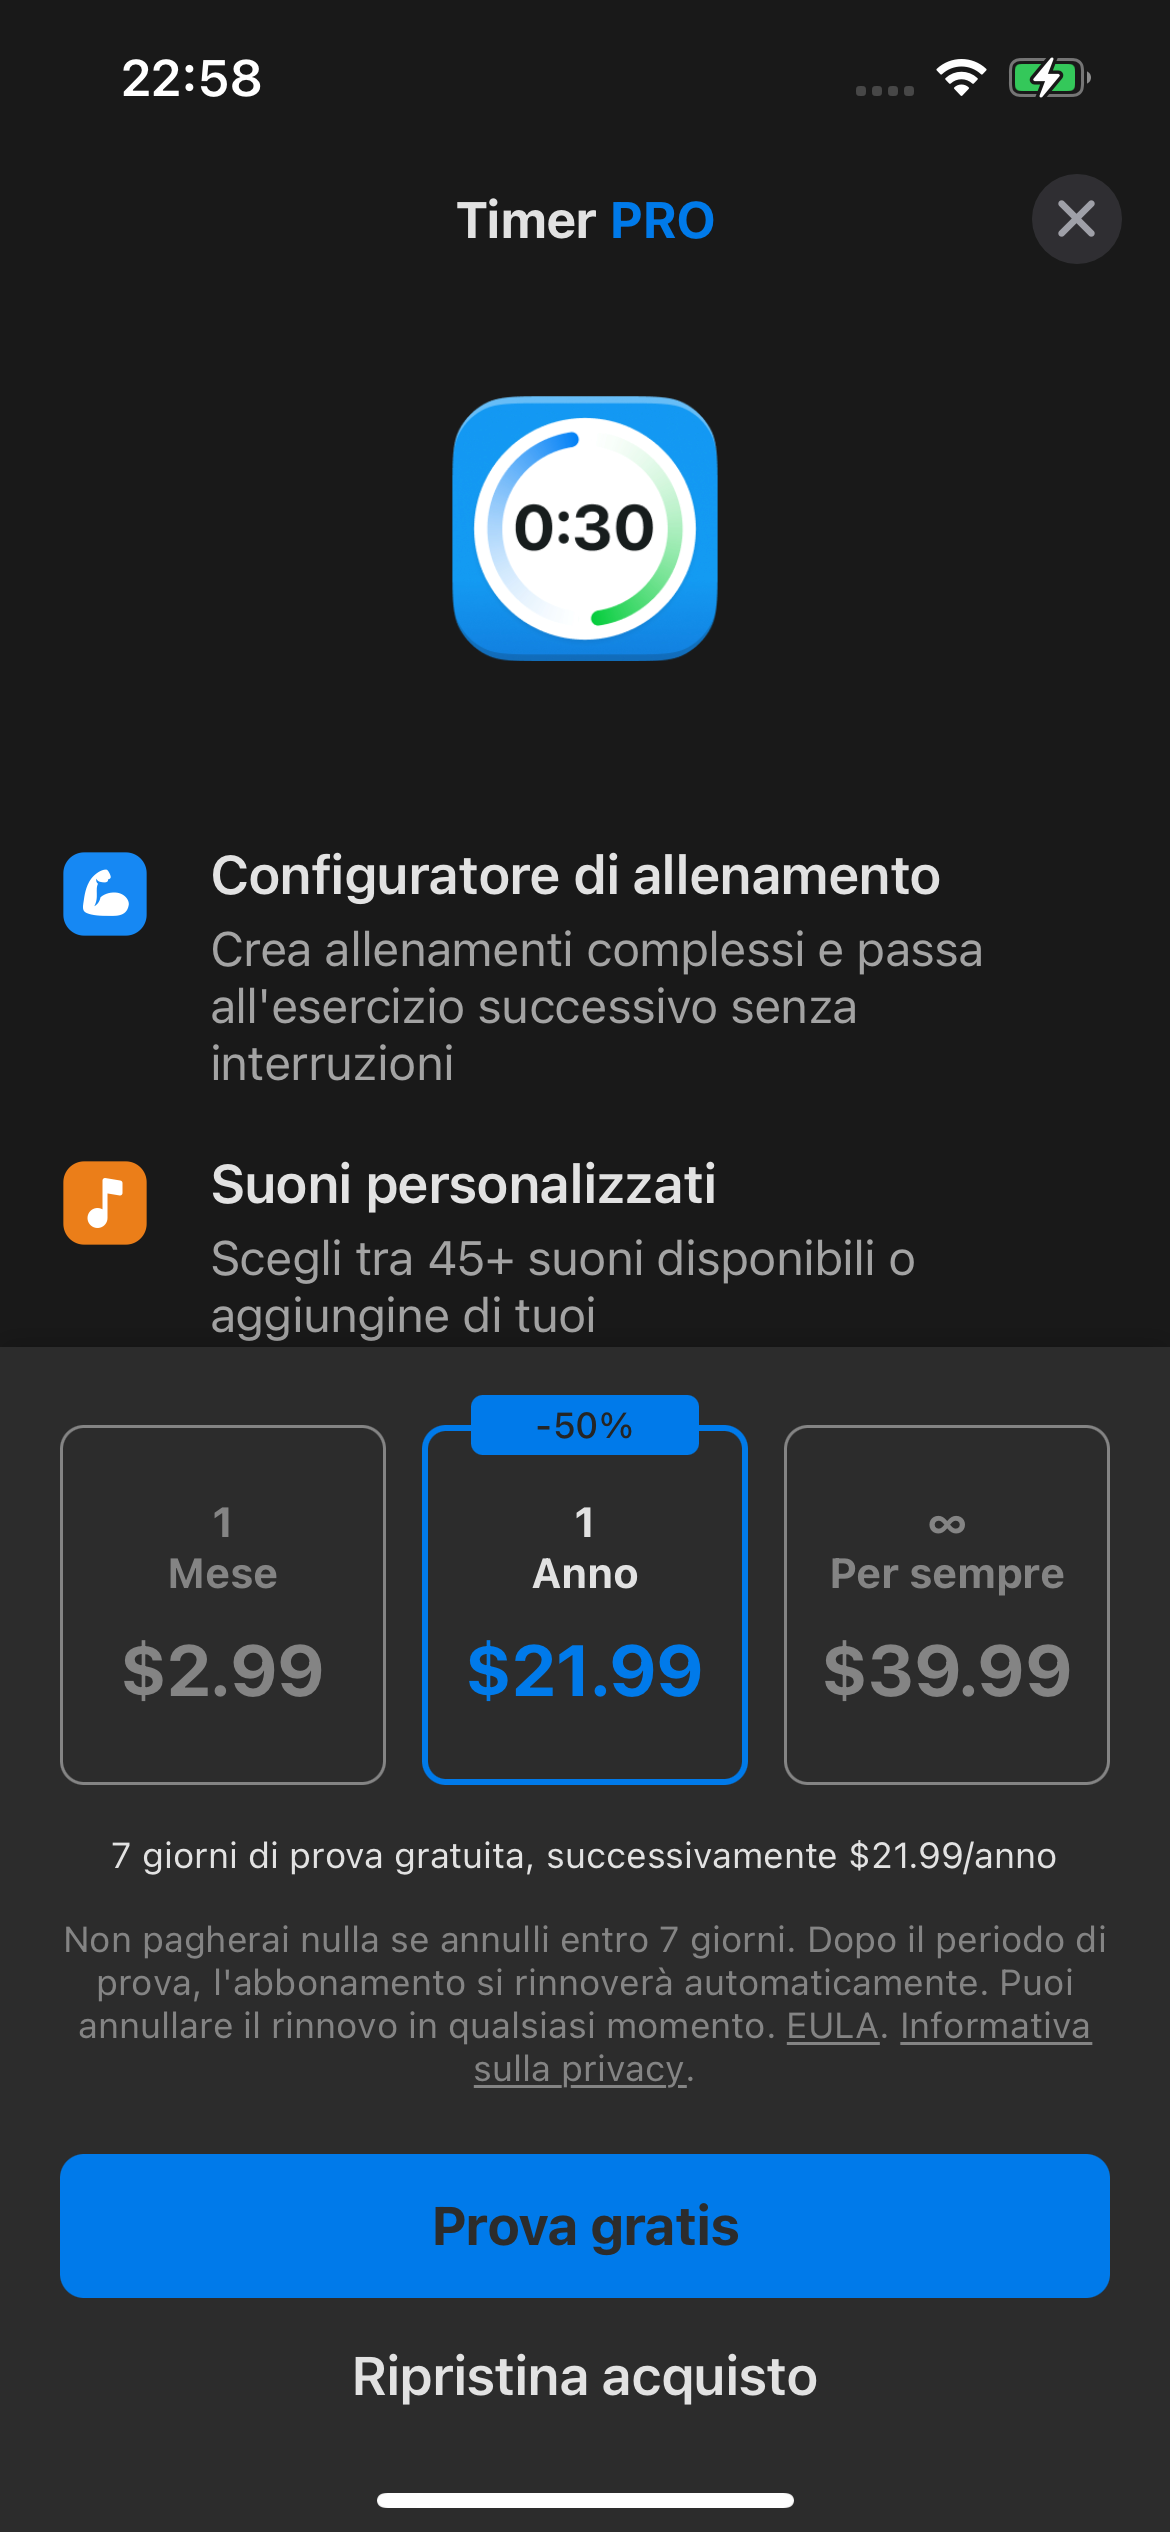 22:58
Timer PRO
0:30
Configuratore di allenamento
Crea allenamenti complessi e passa
all'esercizio successivo senza
interruzioni
Suoni personalizzati
Scegli tra 45+ suoni disponibili o
aggiungine di tuoi
1
Mese
$2.99
-50%
1
Anno
$21.99
∞
Per sempre
$39.99
7 giorni di prova gratuita, successivamente $21.99/anno
Non pagherai nulla se annulli entro 7 giorni. Dopo il periodo di
prova, l'abbonamento si rinnoverà automaticamente. Puoi
annullare il rinnovo in qualsiasi momento. EULA. Informativa
sulla privacy.
Prova gratis
Ripristina acquisto